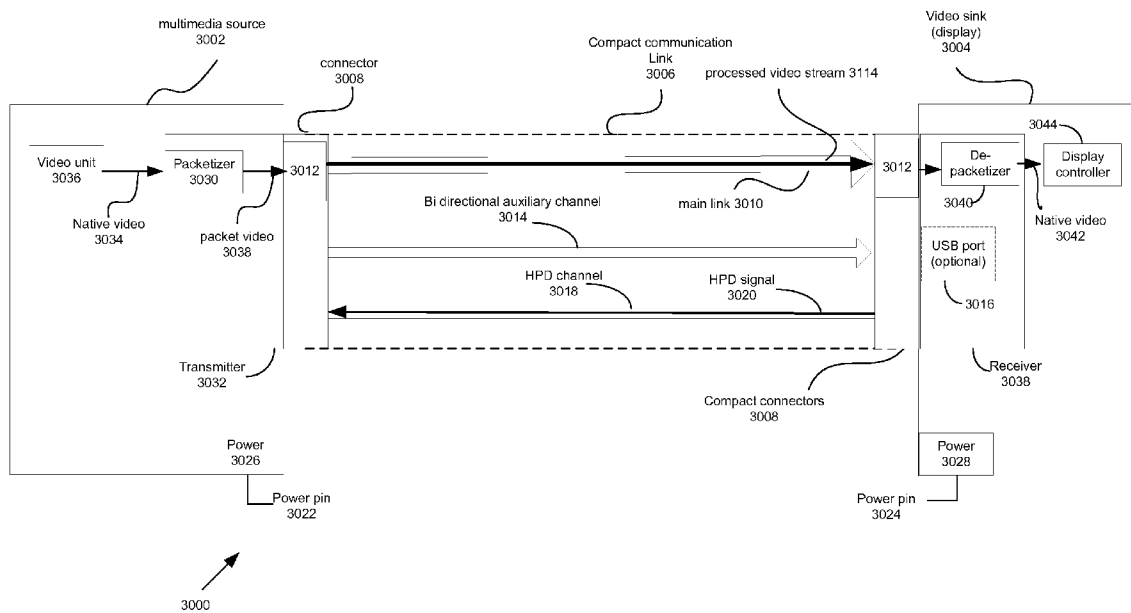 multimedia source
3002
connector
3008
Compact communication
Link
3006
processed video stream 3114
Video sink
(display)
3004
3044
Video unit
3036
Packetizer
3030
3012
3012
De-
packetizer
3040
Display
controller
Native video
3034
packet video
3038
main link 3010
Native video
3042
Bi directional auxiliary channel
3014
USB port
(optional)
3016
HPD channel
3018
HPD signal
3020
Transmitter
3032
Receiver
3038
Compact connectors
3008
Power
3026
Power
3028
Power pin
3022
Power pin
3024
3000